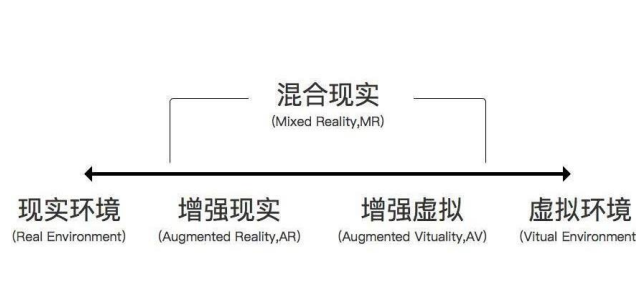 混合现实
(Mixed Reality,MR)
现实环境
增强现实
增强虚拟
虚拟环境
(Real Environment)
(Augmented Reality,AR)
(Augmented Vituality,AV)
(Vitual Environment